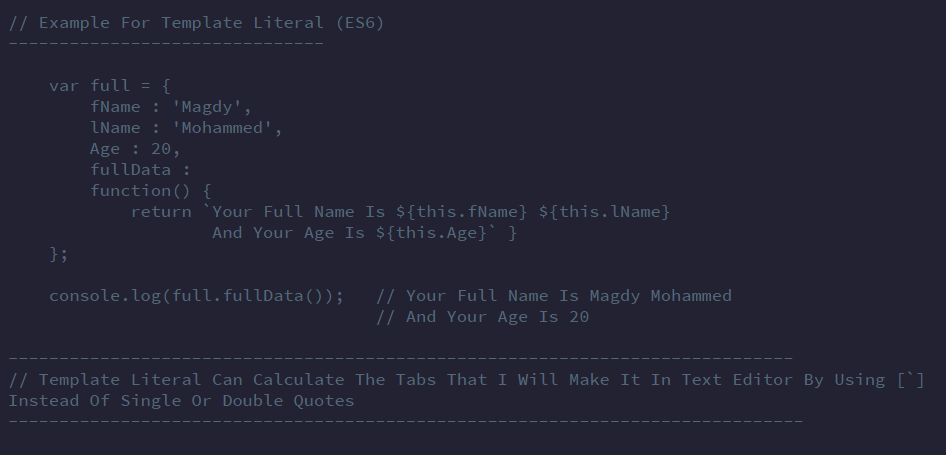 // Example For Template Literal (ES6)
-------------------------------
    var full = {
        fName : 'Magdy',
        lName : 'Mohammed',
        Age : 20,
        fullData :
        function() {
            return `Your Full Name Is ${this.fName} ${this.lName}
                    And Your Age Is ${this.Age}` }
    };
    console.log(full.fullData());   // Your Full Name Is Magdy Mohammed
                                    // And Your Age Is 20
-----------------------------------------------------------------------------
// Template Literal Can Calculate The Tabs That I Will Make It In Text Editor By Using [`]
Instead Of Single Or Double Quotes
------------------------------------------------------------------------------